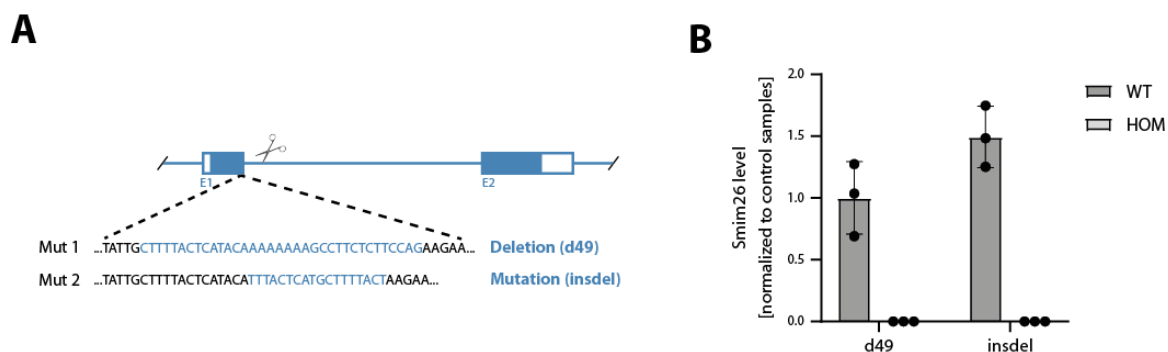 A
E1
E2
Mut 1 ...TATTGCTTTTACTCATACAAAAAAAAGCCTTCTCTTCCAGAAGAA... Deletion (d49)
Mut 2 ...TATTGCTTTTACTCATACATTTACTCATGCTTTTACTAAGAA... Mutation (insdel)
B
Smim26 level
[normalized to control samples]
2.0
1.5
1.0
0.5
0.0
d49
insdel
WT
HOM